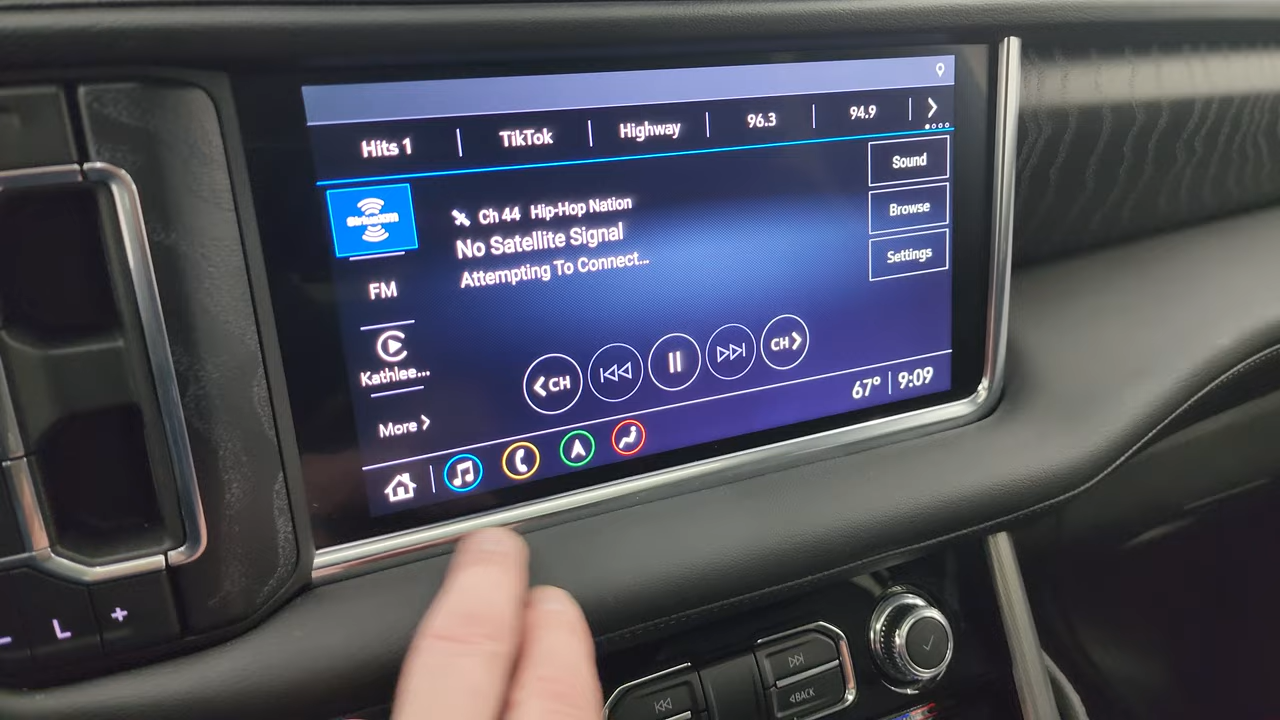 Hits 1
TikTok
Highway
96.3
94.9
SiriusXM
Ch 44 Hip-Hop Nation
No Satellite Signal
Attempting To Connect...
Sound
Browse
Settings
FM
Kathlee...
More
CH
CH
67° 9:09
L +
BACK